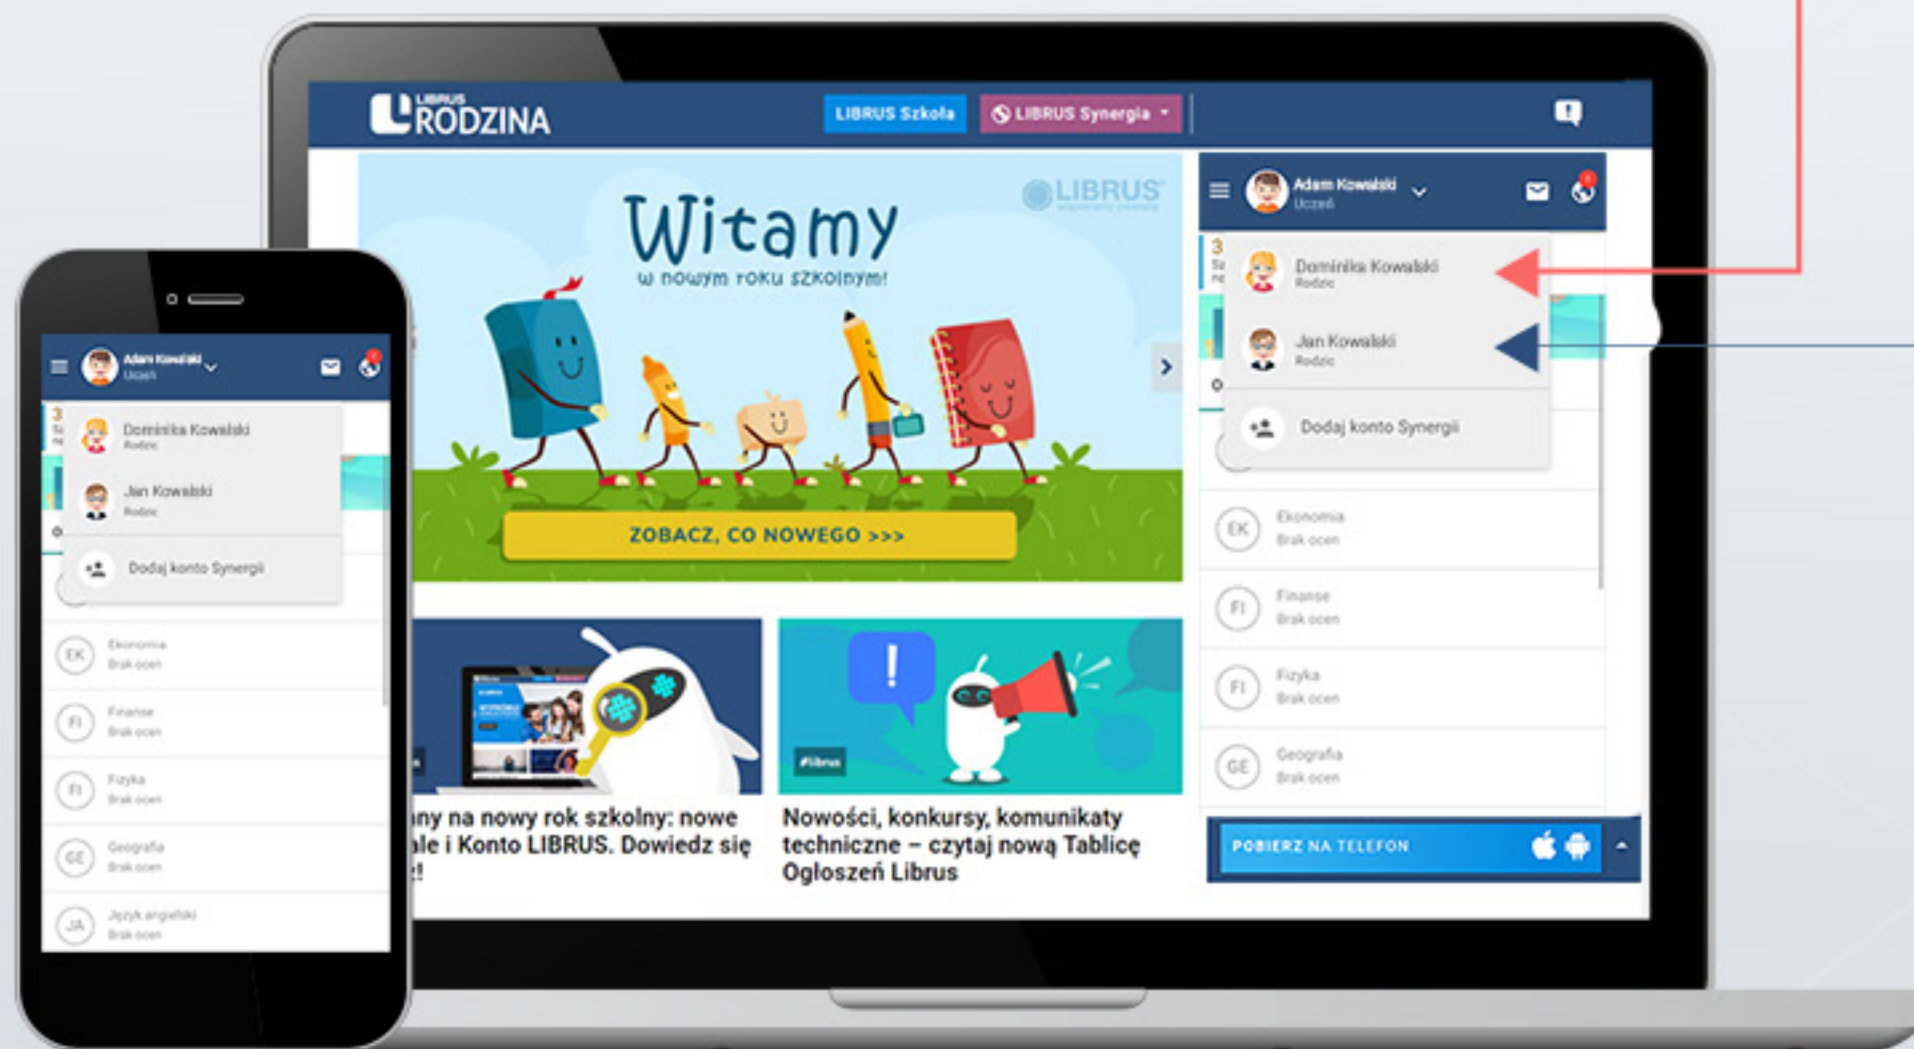 LIBRUS
RODZINA
LIBRUS Szkoła
LIBRUS Synergia
Witamy
w nowym roku szkolnym!
LIBRUS
Adam Kowalski
Uczeń
3
Dominika Kowalski
Rodzic
Jan Kowalski
Rodzic
Dodaj konto Synergii
EK
Ekonomia
Brak ocen
FI
Finanse
Brak ocen
FI
Fizyka
Brak ocen
GE
Geografia
Brak ocen
POBIERZ NA TELEFON
ZOBACZ, CO NOWEGO >>>
#librus
ny na nowy rok szkolny: nowe
ale i Konto LIBRUS. Dowiedz się
!
Nowości, konkursy, komunikaty
techniczne – czytaj nową Tablicę
Ogłoszeń Librus
Adam Kowalski
Uczeń
3
Dominika Kowalski
Rodzic
Jan Kowalski
Rodzic
Dodaj konto Synergii
EK
Ekonomia
Brak ocen
FI
Finanse
Brak ocen
FI
Fizyka
Brak ocen
GE
Geografia
Brak ocen
JA
Język angielski
Brak ocen